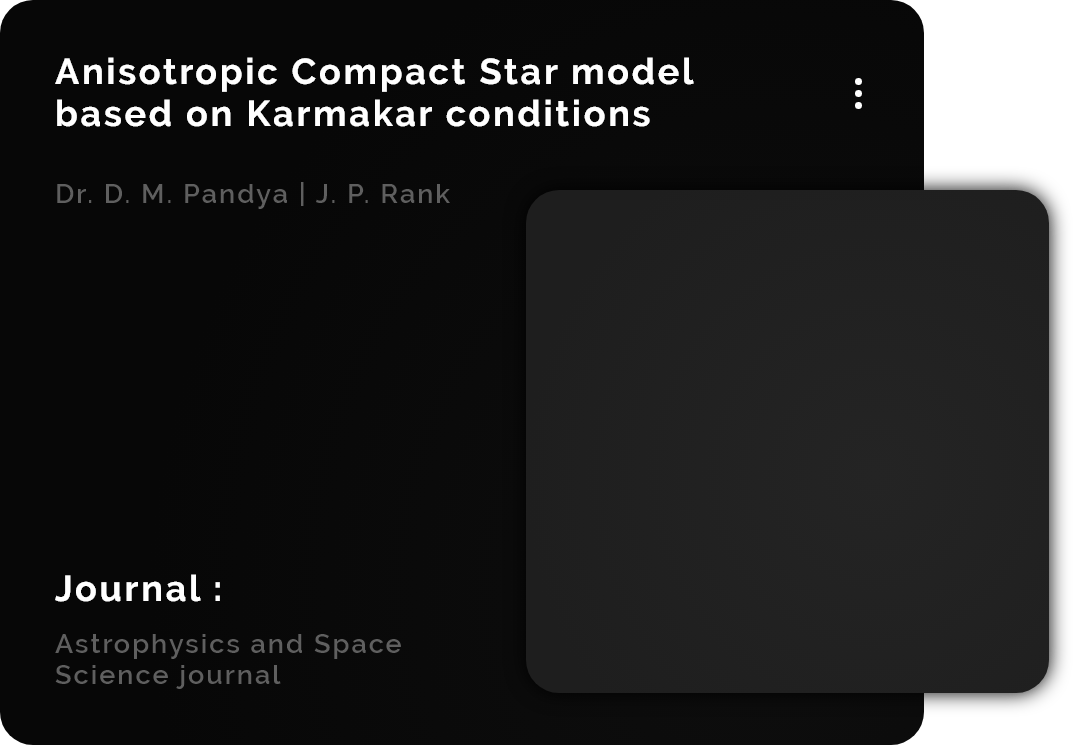 Anisotropic Compact Star model
based on Karmakar conditions
Dr. D. M. Pandya | J. P. Rank
Journal :
Astrophysics and Space
Science journal